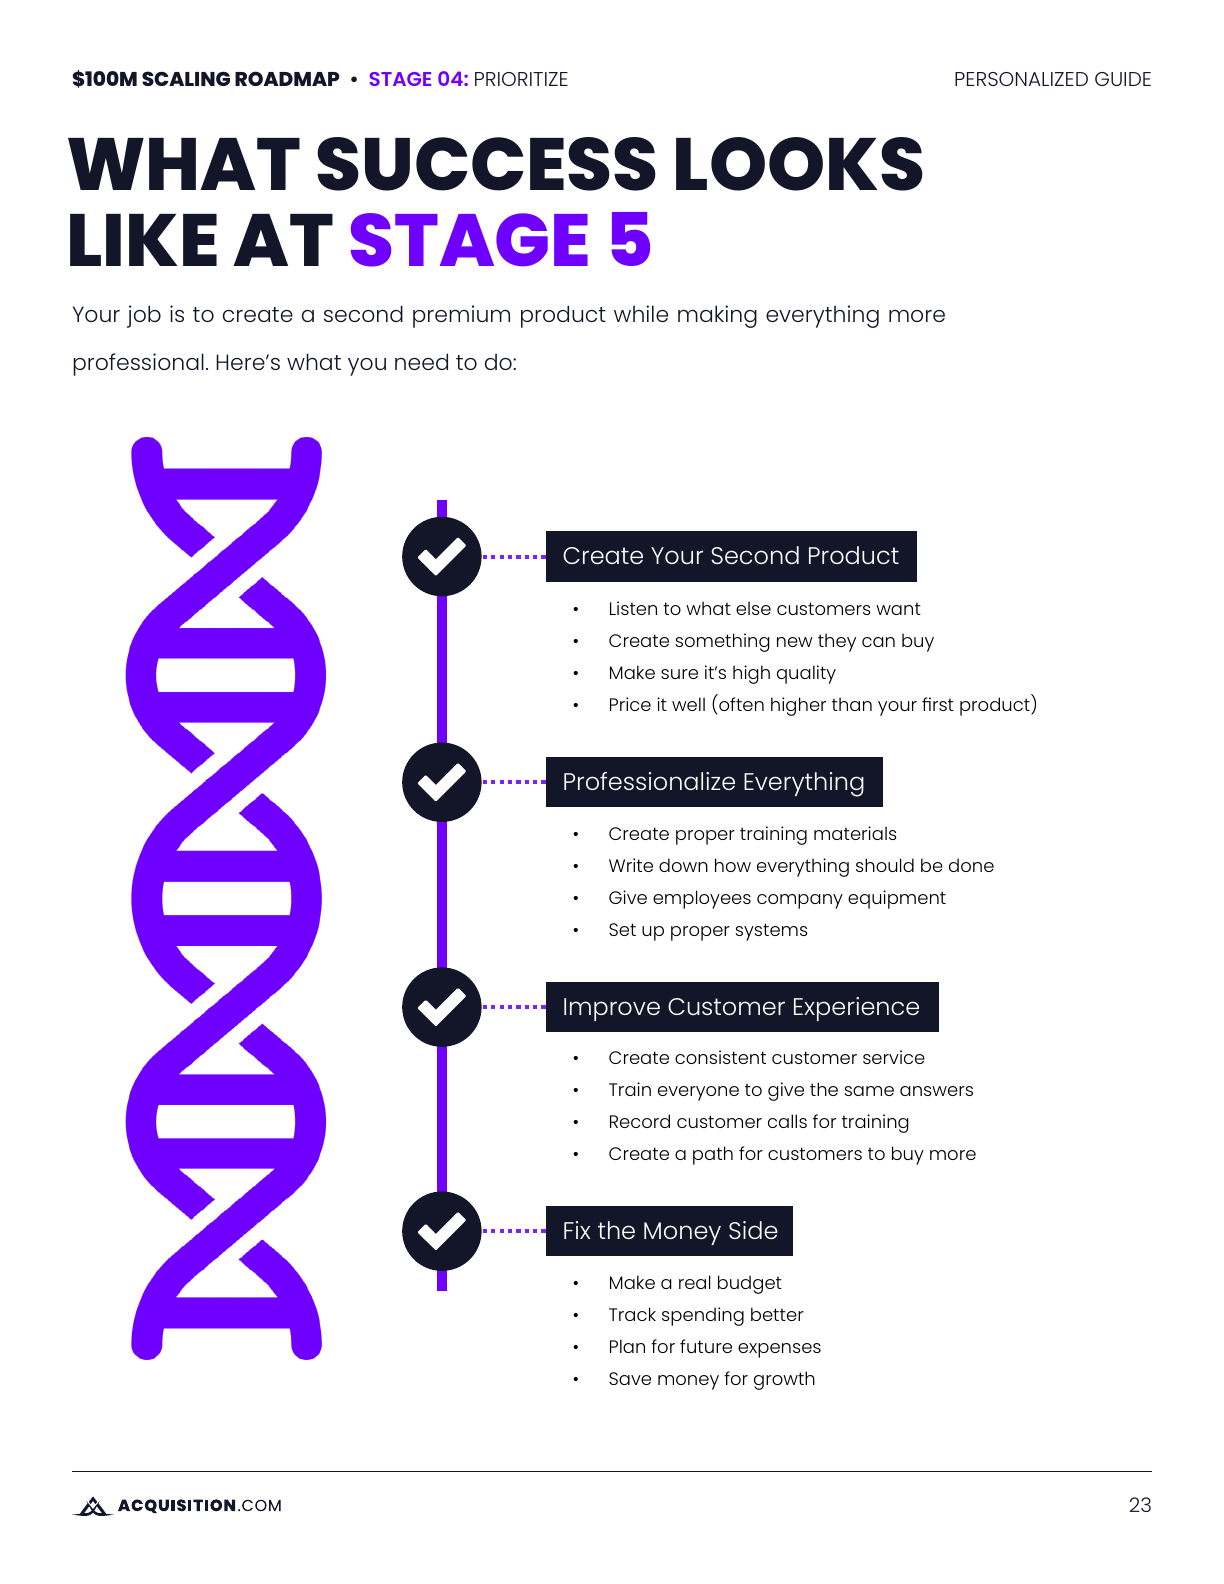 $100M SCALING ROADMAP • STAGE 04: PRIORITIZE
PERSONALIZED GUIDE
WHAT SUCCESS LOOKS
LIKE AT STAGE 5
Your job is to create a second premium product while making everything more
professional. Here’s what you need to do:
Create Your Second Product
• Listen to what else customers want
• Create something new they can buy
• Make sure it’s high quality
• Price it well (often higher than your first product)
Professionalize Everything
• Create proper training materials
• Write down how everything should be done
• Give employees company equipment
• Set up proper systems
Improve Customer Experience
• Create consistent customer service
• Train everyone to give the same answers
• Record customer calls for training
• Create a path for customers to buy more
Fix the Money Side
• Make a real budget
• Track spending better
• Plan for future expenses
• Save money for growth
ACQUISITION.COM
23